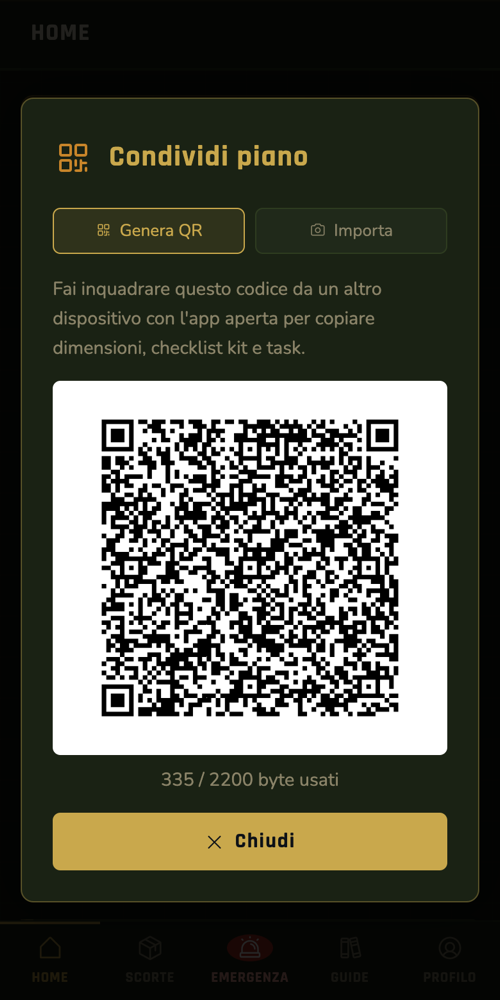 HOME
Condividi piano
Genera QR
Importa
Fai inquadrare questo codice da un altro
dispositivo con l'app aperta per copiare
dimensioni, checklist kit e task.
335 / 2200 byte usati
Chiudi
HOME
SCORTE
EMERGENZA
GUIDE
PROFILO